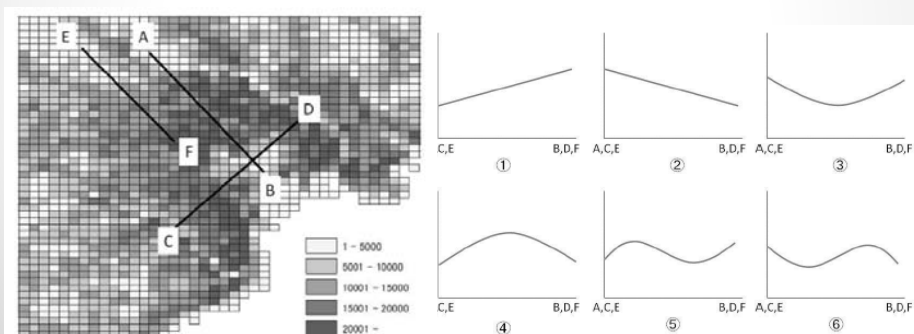 E
A
D
F
B
C
1 - 5000
5001 - 10000
10001 - 15000
15001 - 20000
20001 -
C,E
B,D,F
①
A,C,E
B,D,F
②
A,C,E
B,D,F
③
C,E
B,D,F
④
A,C,E
B,D,F
⑤
A,C,E
B,D,F
⑥